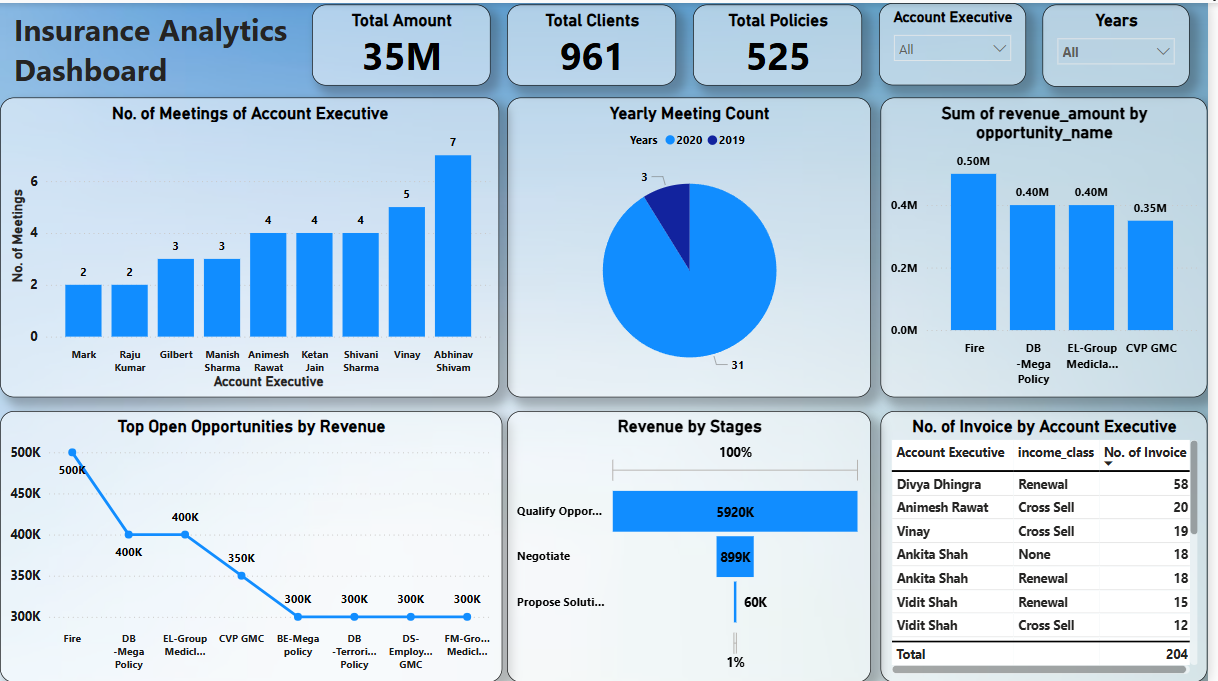 Insurance Analytics
Dashboard
Total Amount
35M
Total Clients
961
Total Policies
525
Account Executive
All
Years
All
No. of Meetings of Account Executive
No. of Meetings
6
4
2
0
2
2
3
3
4
4
4
5
7
Mark
Raju
Kumar
Gilbert
Manish
Sharma
Animesh
Rawat
Ketan
Jain
Shivani
Sharma
Vinay
Abhinav
Shivam
Account Executive
Yearly Meeting Count
Years 2020 2019
3
31
Sum of revenue_amount by
opportunity_name
0.4M
0.2M
0.0M
0.50M
0.40M
0.40M
0.35M
Fire
DB
-Mega
Policy
EL-Group
Medicla...
CVP GMC
Top Open Opportunities by Revenue
500K
450K
400K
350K
300K
500K
400K
400K
350K
300K
300K
300K
300K
Fire
DB
-Mega
Policy
EL-Group
Medicl...
CVP GMC
BE-Mega
policy
DB
-Terrori...
Policy
DS-
Employ...
GMC
FM-Gro...
Medicl...
Revenue by Stages
100%
Qualify Oppor... 5920K
Negotiate 899K
Propose Soluti... 60K
1%
No. of Invoice by Account Executive
Account Executive income_class No. of Invoice
Divya Dhingra Renewal 58
Animesh Rawat Cross Sell 20
Vinay Cross Sell 19
Ankita Shah None 18
Ankita Shah Renewal 18
Vidit Shah Renewal 15
Vidit Shah Cross Sell 12
Total 204